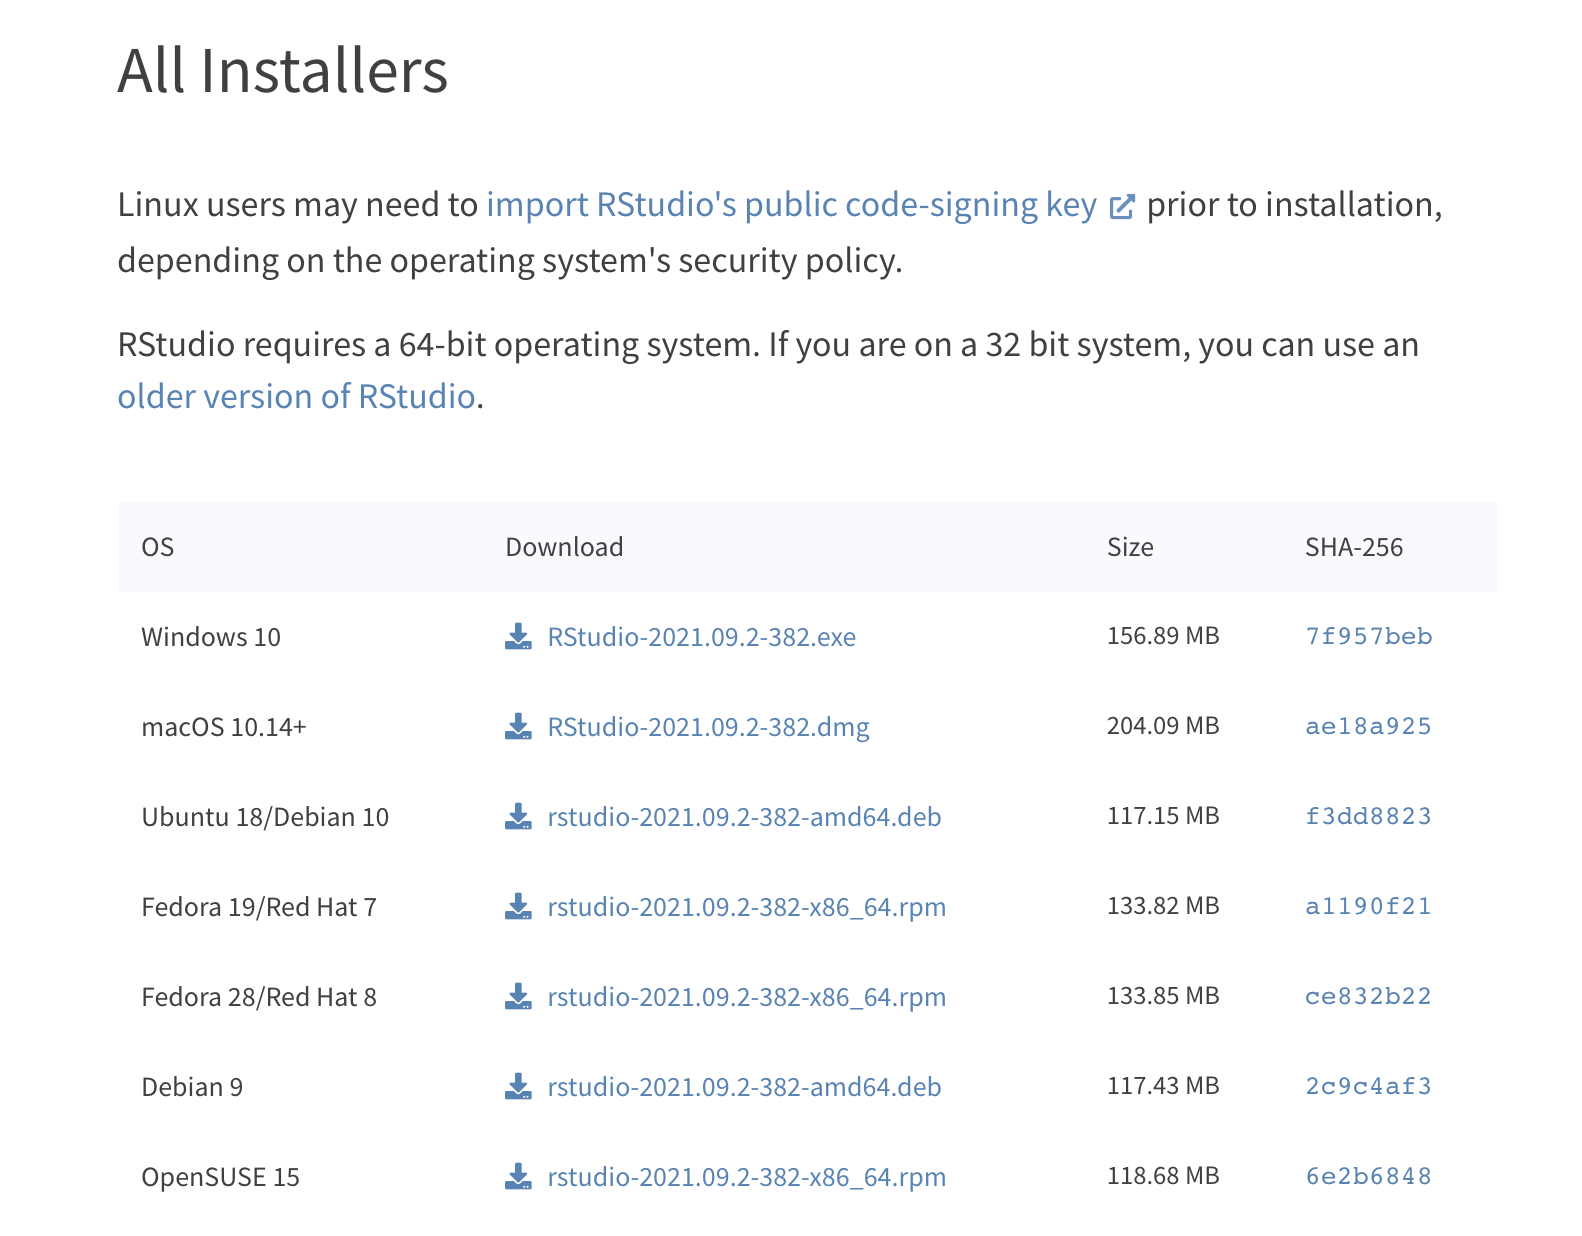 All Installers
Linux users may need to import RStudio's public code-signing key prior to installation,
depending on the operating system's security policy.
RStudio requires a 64-bit operating system. If you are on a 32 bit system, you can use an
older version of RStudio.
OS Download Size SHA-256
Windows 10 RStudio-2021.09.2-382.exe 156.89 MB 7f957beb
macOS 10.14+ RStudio-2021.09.2-382.dmg 204.09 MB ae18a925
Ubuntu 18/Debian 10 rstudio-2021.09.2-382-amd64.deb 117.15 MB f3dd8823
Fedora 19/Red Hat 7 rstudio-2021.09.2-382-x86_64.rpm 133.82 MB a1190f21
Fedora 28/Red Hat 8 rstudio-2021.09.2-382-x86_64.rpm 133.85 MB ce832b22
Debian 9 rstudio-2021.09.2-382-amd64.deb 117.43 MB 2c9c4af3
OpenSUSE 15 rstudio-2021.09.2-382-x86_64.rpm 118.68 MB 6e2b6848